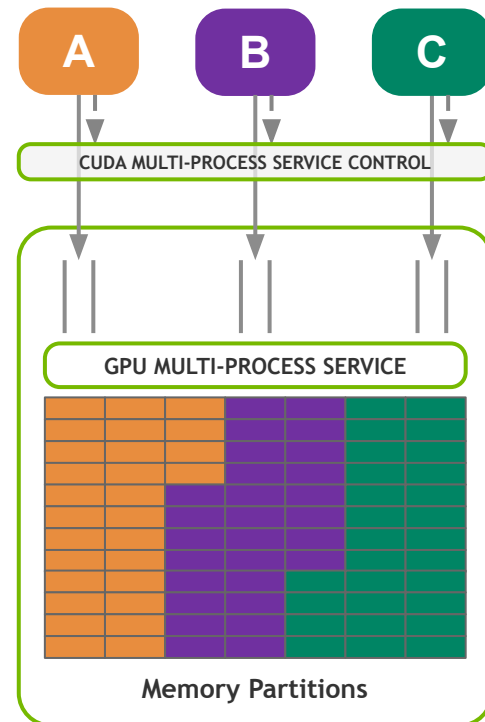 A
B
C
CUDA MULTI-PROCESS SERVICE CONTROL
GPU MULTI-PROCESS SERVICE
Memory Partitions